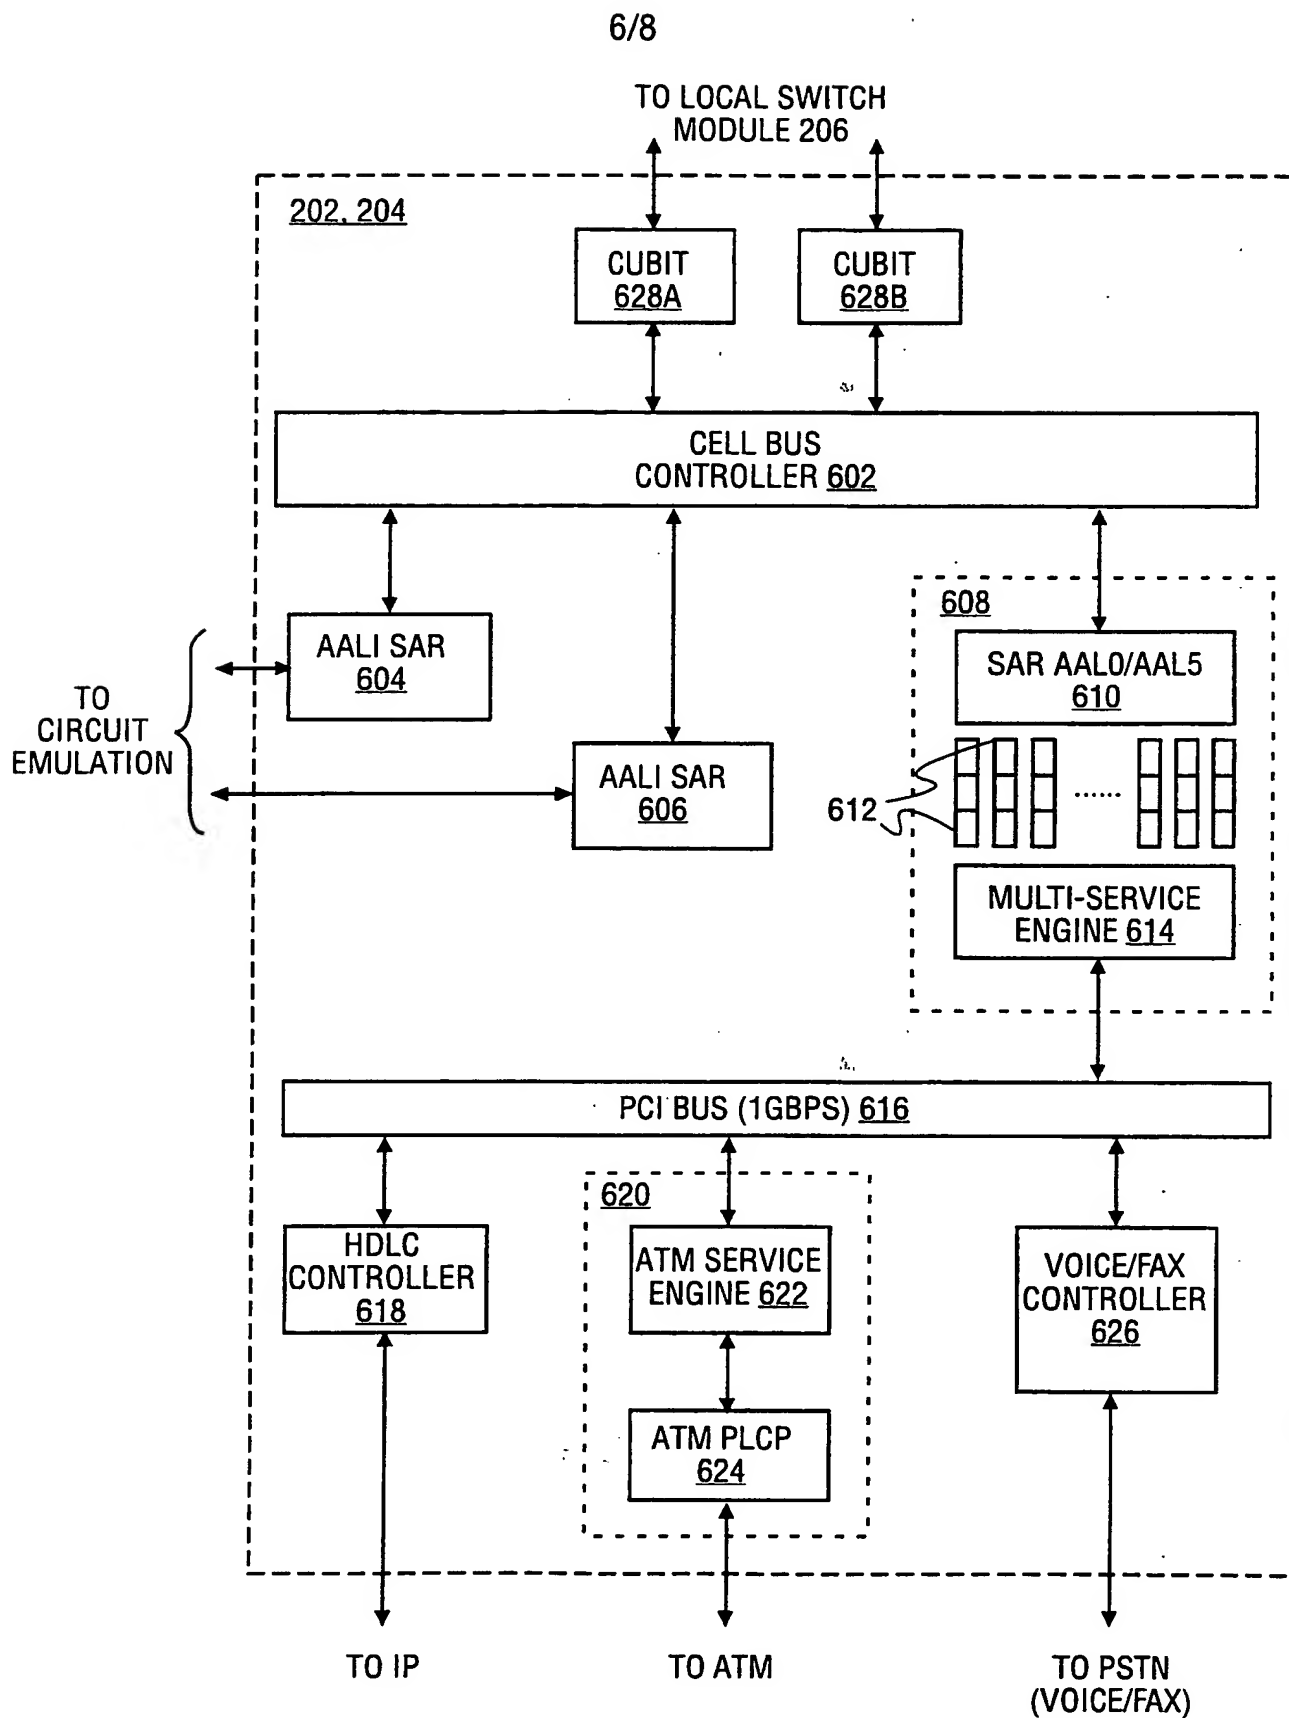 6/8
TO LOCAL SWITCH
MODULE 206
202, 204
CUBIT
628A
CUBIT
628B
CELL BUS
CONTROLLER 602
AALI SAR
604
TO
CIRCUIT
EMULATION
AALI SAR
606
608
SAR AAL0/AAL5
610
612
......
MULTI-SERVICE
ENGINE 614
PCI BUS (1GBPS) 616
HDLC
CONTROLLER
618
620
ATM SERVICE
ENGINE 622
ATM PLCP
624
VOICE/FAX
CONTROLLER
626
TO IP
TO ATM
TO PSTN
(VOICE/FAX)